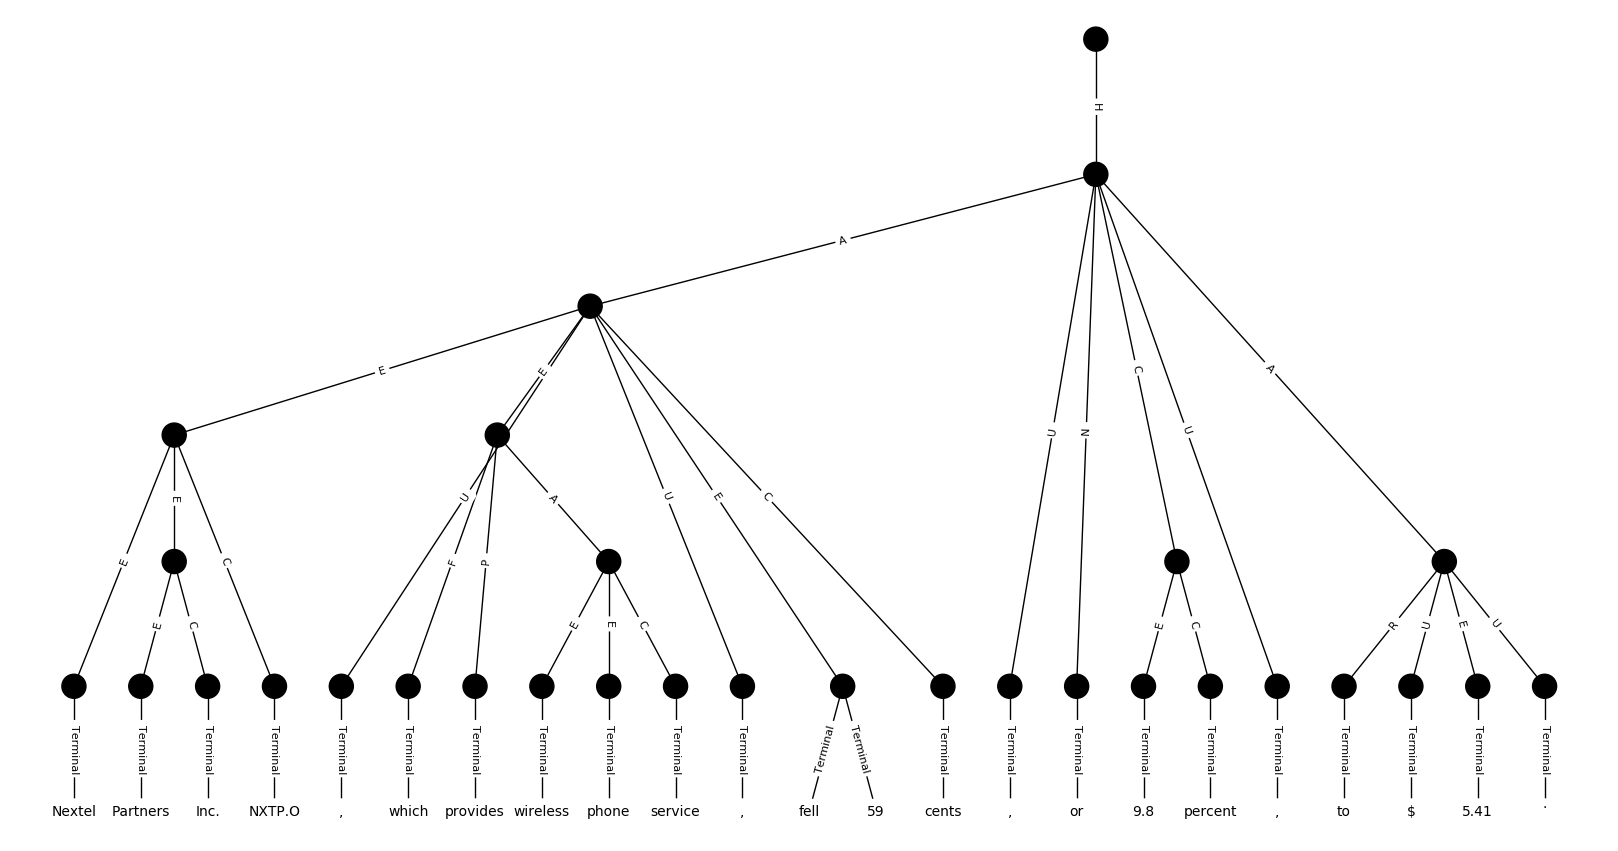 H
A
E
E
U
N
C
U
A
E
U
A
U
E
C
E
C
F
P
E
C
E
E
C
E
C
R
U
E
U
Terminal Terminal Terminal Terminal Terminal Terminal Terminal Terminal Terminal Terminal Terminal Terminal Terminal Terminal Terminal Terminal Terminal Terminal Terminal Terminal Terminal Terminal Terminal
Nextel Partners Inc. NXTP.O , which provides wireless phone service , fell 59 cents , or 9.8 percent , to $ 5.41 .